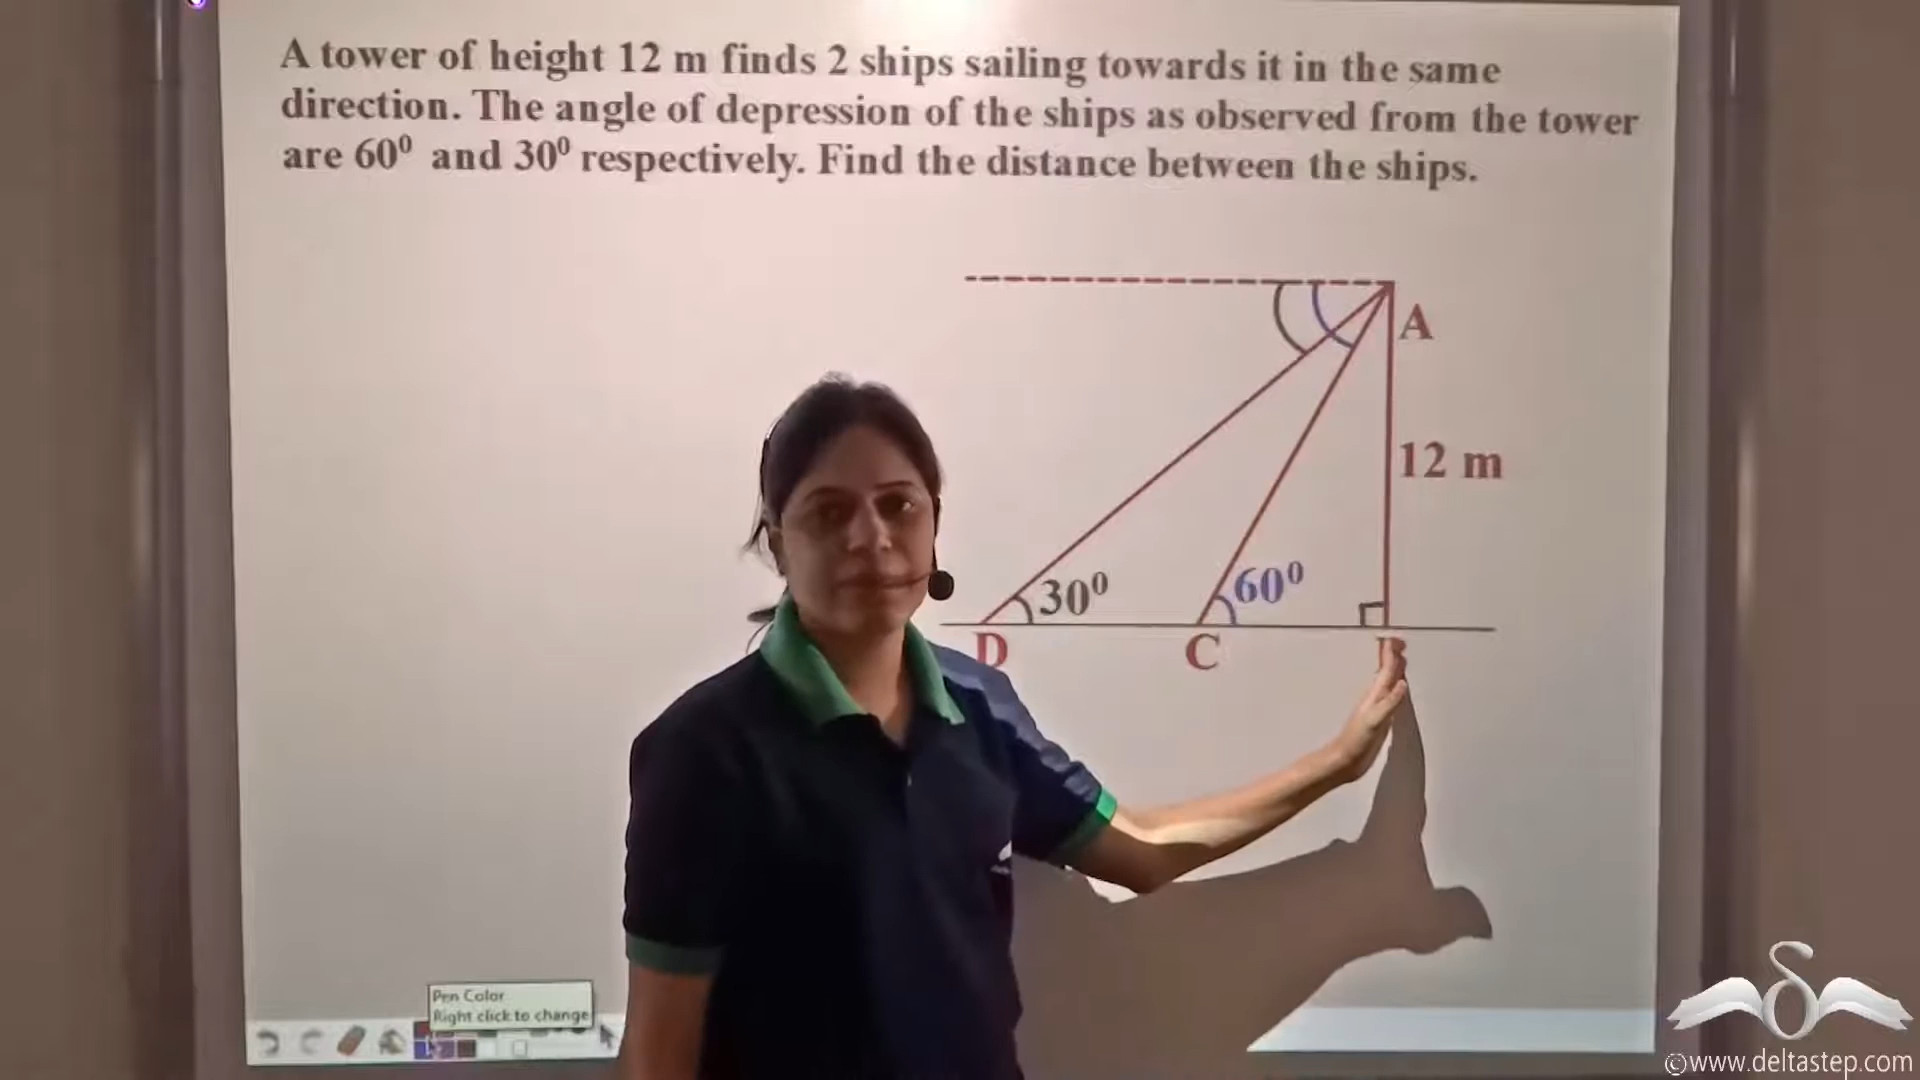 A tower of height 12 m finds 2 ships sailing towards it in the same
direction. The angle of depression of the ships as observed from the tower
are 60⁰ and 30⁰ respectively. Find the distance between the ships.
A
12 m
30⁰
60⁰
D
C
B
Pen Color
Right click to change
©www.deltastep.com